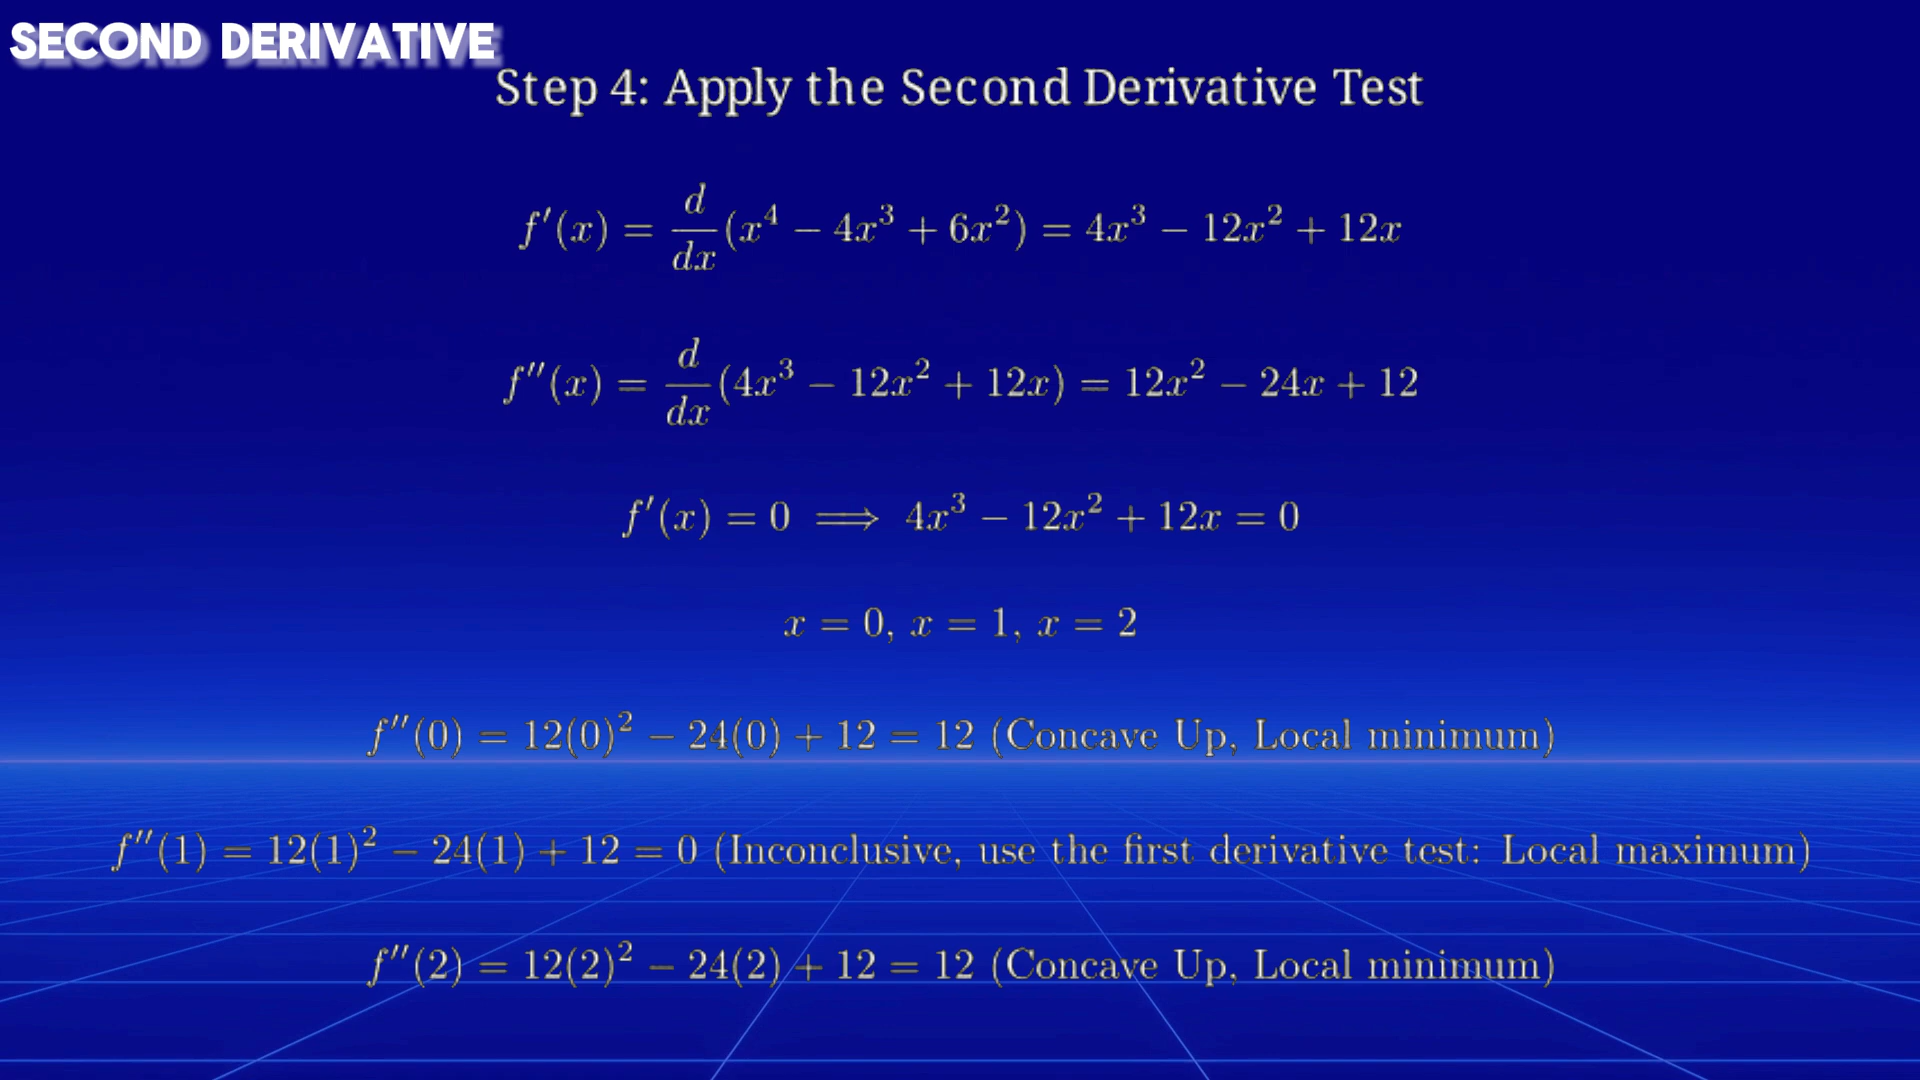 SECOND DERIVATIVE
Step 4: Apply the Second Derivative Test
f′(x) = d/dx (x⁴ − 4x³ + 6x²) = 4x³ − 12x² + 12x
f″(x) = d/dx (4x³ − 12x² + 12x) = 12x² − 24x + 12
f′(x) = 0 ⟹ 4x³ − 12x² + 12x = 0
x = 0, x = 1, x = 2
f″(0) = 12(0)² − 24(0) + 12 = 12 (Concave Up, Local minimum)
f″(1) = 12(1)² − 24(1) + 12 = 0 (Inconclusive, use the first derivative test: Local maximum)
f″(2) = 12(2)² − 24(2) + 12 = 12 (Concave Up, Local minimum)